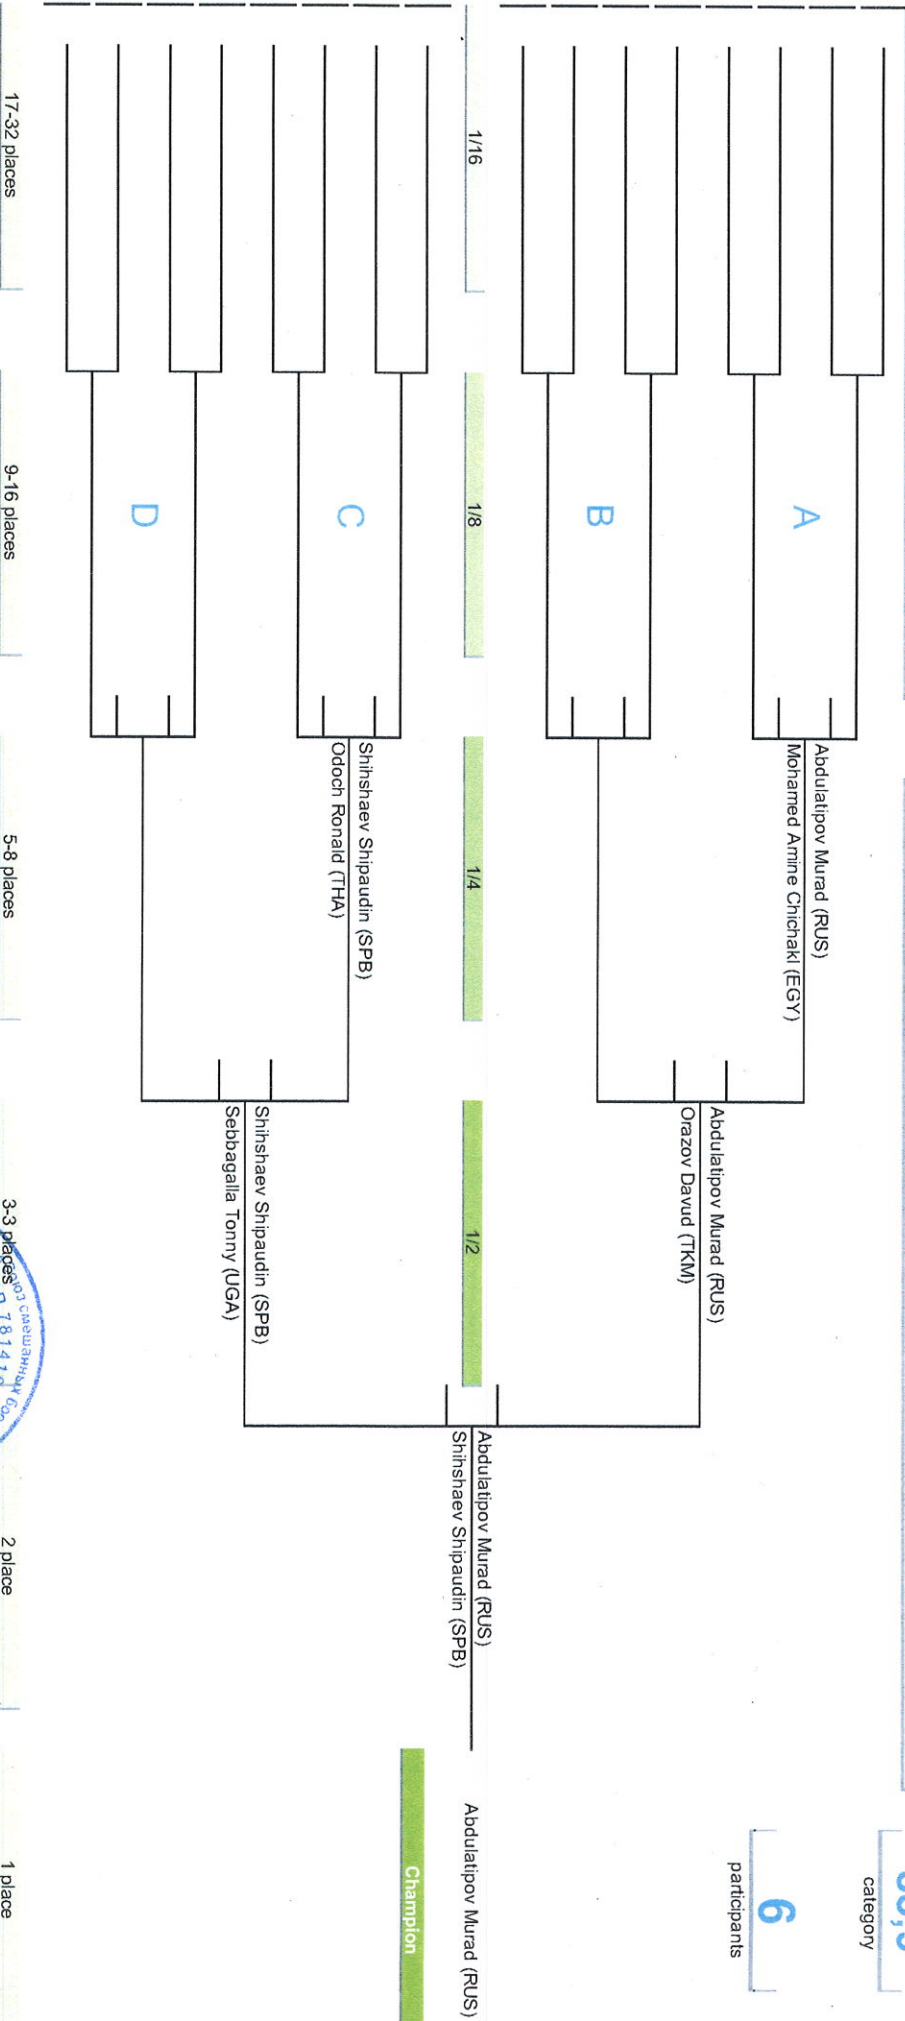 category
6
participants
1/16
1/8
1/4
1/2
A
B
C
D
Abdulatipov Murad (RUS)
Mohamed Amine Chichakl (EGY)
Abdulatipov Murad (RUS)
Orazov Davud (TKM)
Shihshaev Shipaudin (SPB)
Odoch Ronald (THA)
Shihshaev Shipaudin (SPB)
Sebbagalla Tonny (UGA)
Abdulatipov Murad (RUS)
Shihshaev Shipaudin (SPB)
Abdulatipov Murad (RUS)
Champion
17-32 places
9-16 places
5-8 places
3-3 places
2 place
1 place